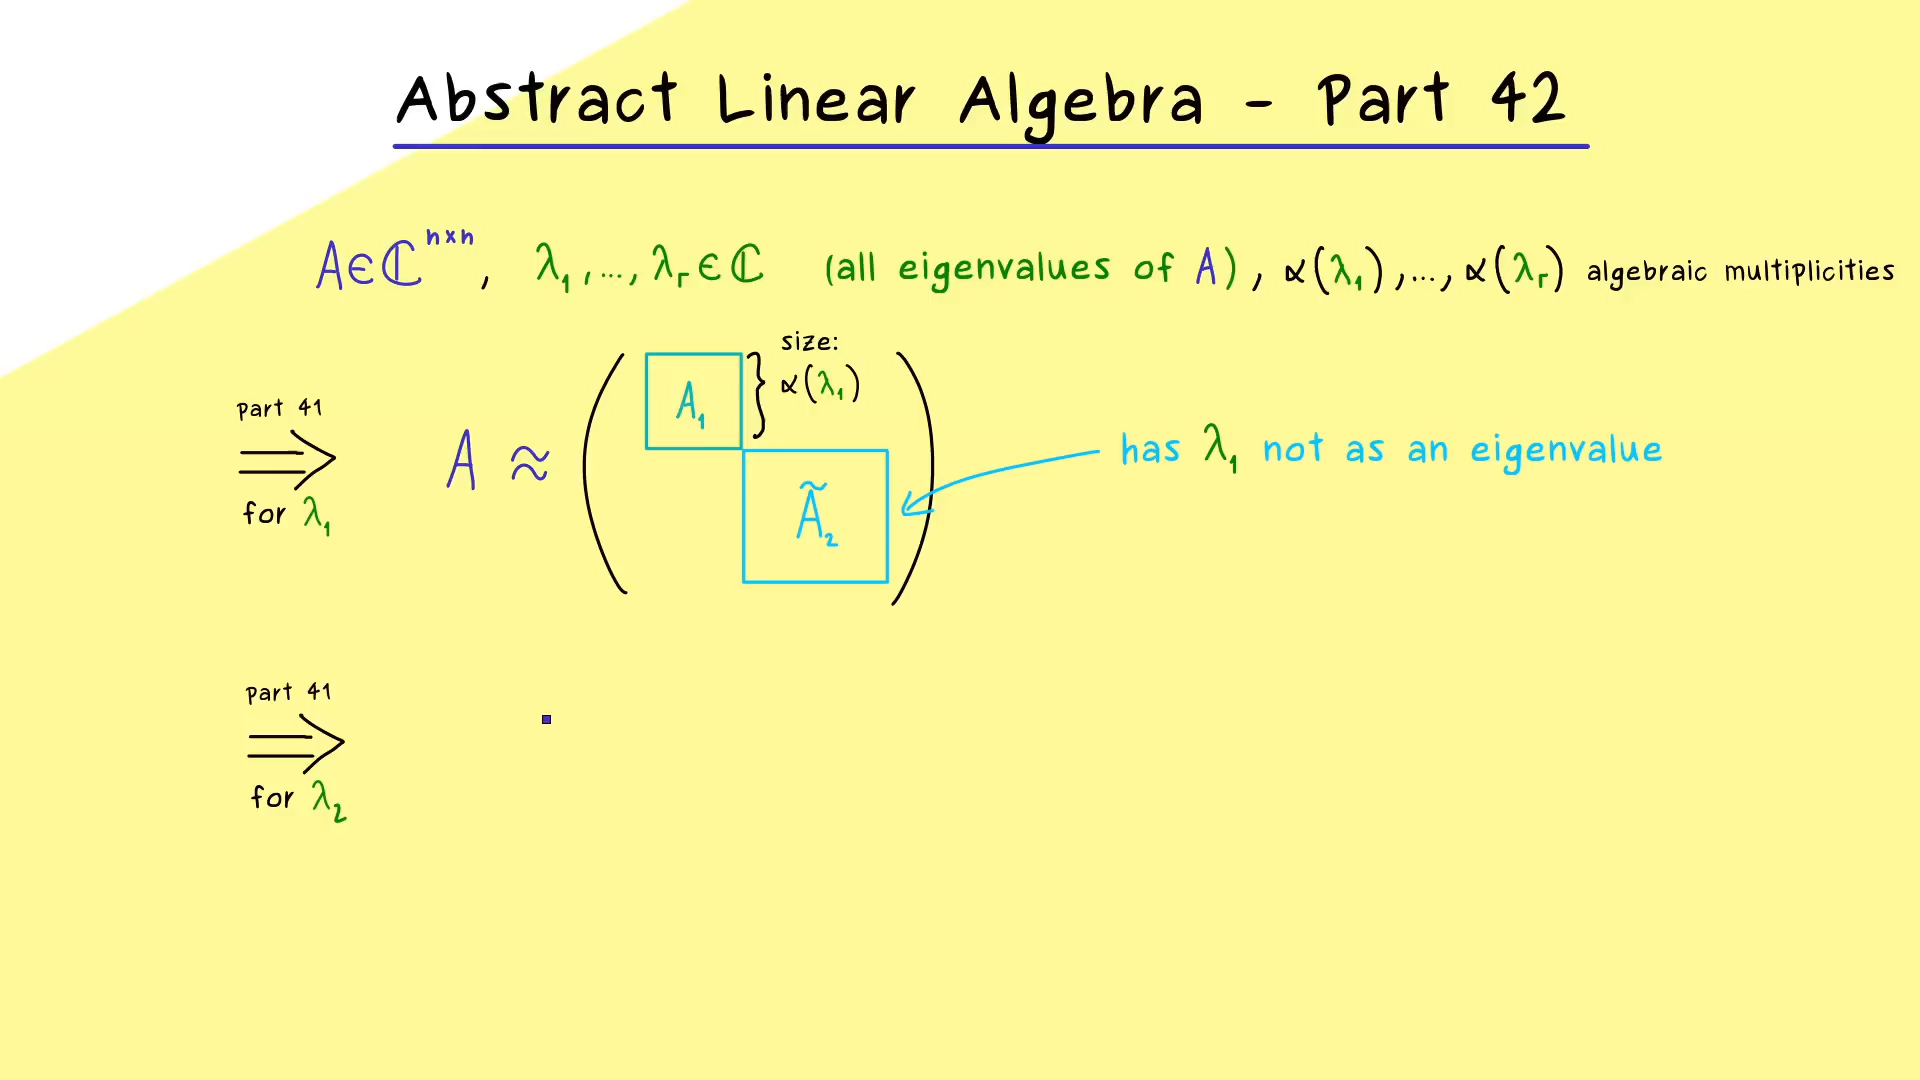 Abstract Linear Algebra - Part 42
A∈ℂⁿˣⁿ, λ₁,...,λᵣ∈ℂ (all eigenvalues of A), α(λ₁),...,α(λᵣ) algebraic multiplicities
size:
Part 41
⇒
for λ₁
A ≈ ( A₁ } α(λ₁)
Ã₂ )
has λ₁ not as an eigenvalue
Part 41
⇒
for λ₂